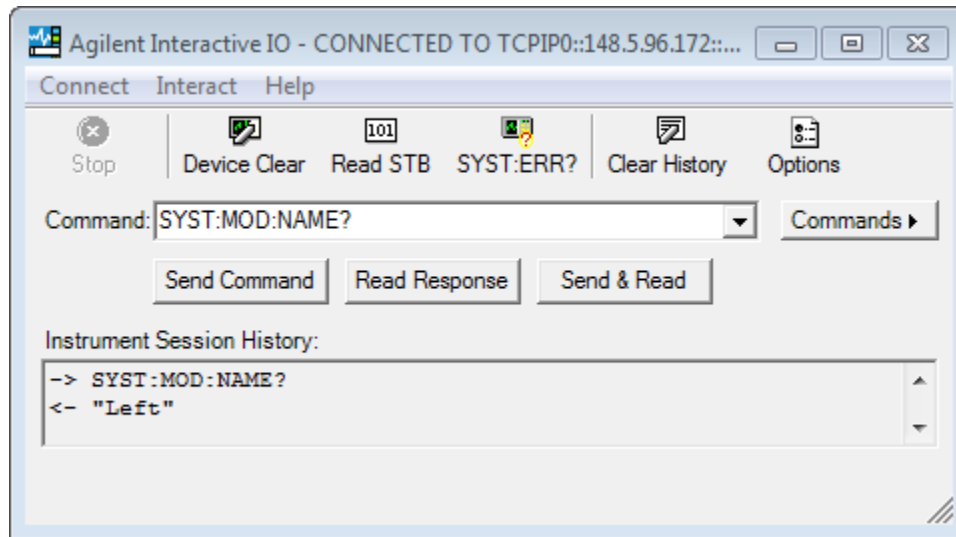 Agilent Interactive IO - CONNECTED TO TCPIP0::148.5.96.172::...
Connect Interact Help
101
Stop Device Clear Read STB SYST:ERR? Clear History Options
Command: SYST:MOD:NAME? Commands
Send Command Read Response Send & Read
Instrument Session History:
-> SYST:MOD:NAME?
<- "Left"